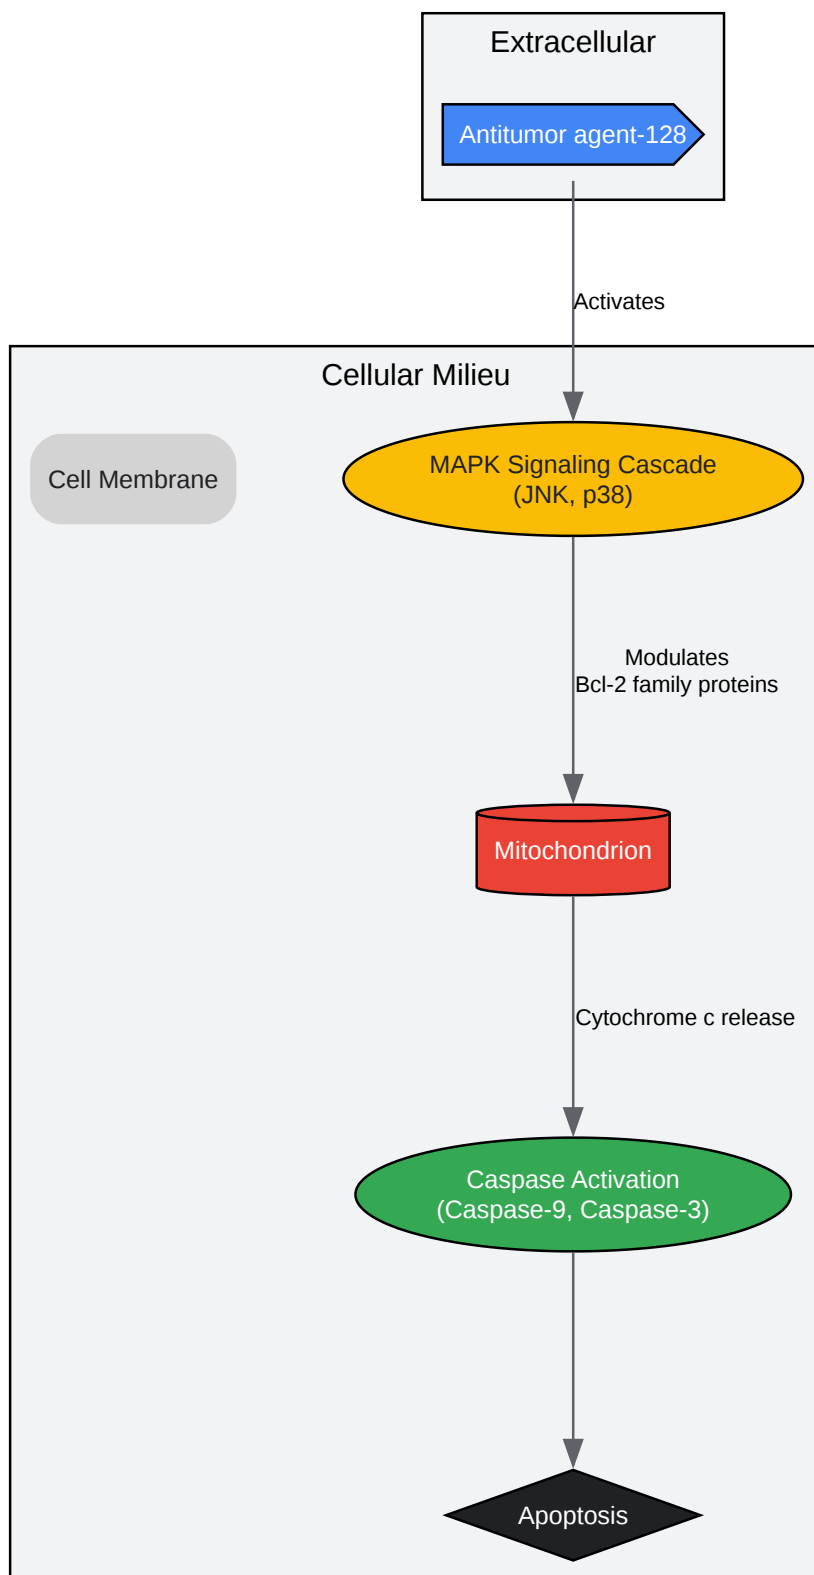 Extracellular
Antitumor agent-128
Activates
Cellular Milieu
Cell Membrane
MAPK Signaling Cascade
(JNK, p38)
Modulates
Bcl-2 family proteins
Mitochondrion
Cytochrome c release
Caspase Activation
(Caspase-9, Caspase-3)
Apoptosis